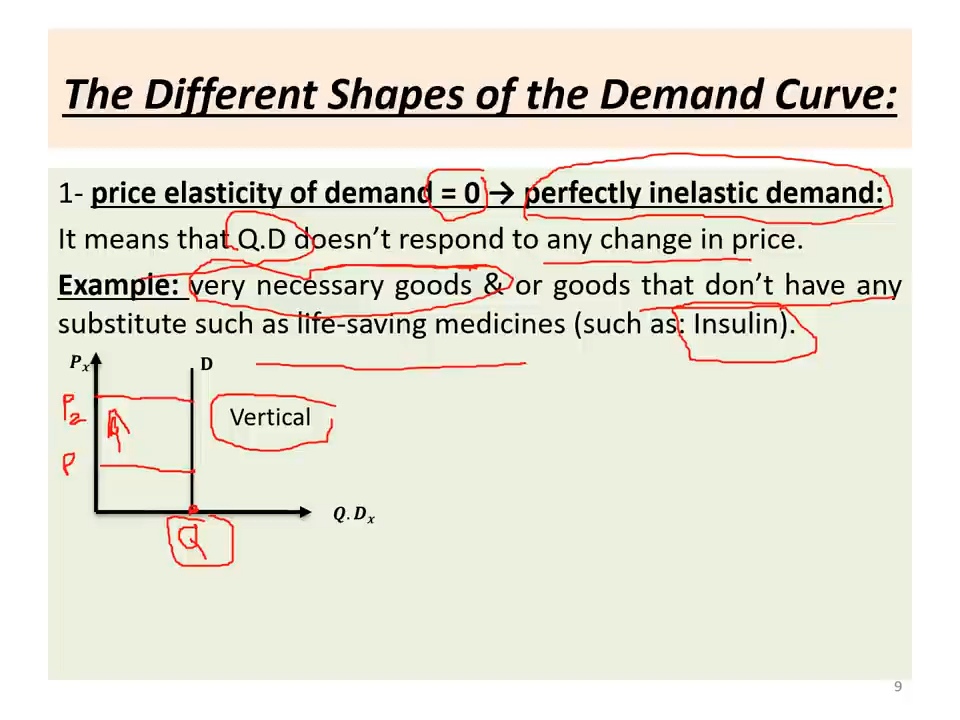 The Different Shapes of the Demand Curve:
1- price elasticity of demand = 0 → perfectly inelastic demand:
It means that Q.D doesn’t respond to any change in price.
Example: very necessary goods & or goods that don’t have any
substitute such as life-saving medicines (such as: Insulin).
Pₓ
D
P2
Vertical
P
Q.Dₓ
Q
9